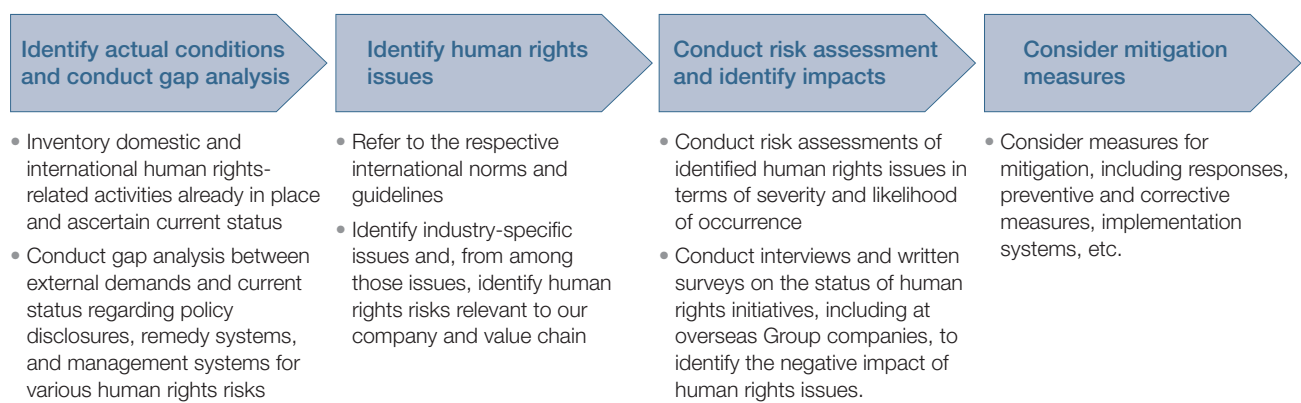 Identify actual conditions
and conduct gap analysis
• Inventory domestic and
international human rights-
related activities already in place
and ascertain current status
• Conduct gap analysis between
external demands and current
status regarding policy
disclosures, remedy systems,
and management systems for
various human rights risks
Identify human rights
issues
• Refer to the respective
international norms and
guidelines
• Identify industry-specific
issues and, from among
those issues, identify human
rights risks relevant to our
company and value chain
Conduct risk assessment
and identify impacts
• Conduct risk assessments of
identified human rights issues in
terms of severity and likelihood
of occurrence
• Conduct interviews and written
surveys on the status of human
rights initiatives, including at
overseas Group companies, to
identify the negative impact of
human rights issues.
Consider mitigation
measures
• Consider measures for
mitigation, including responses,
preventive and corrective
measures, implementation
systems, etc.